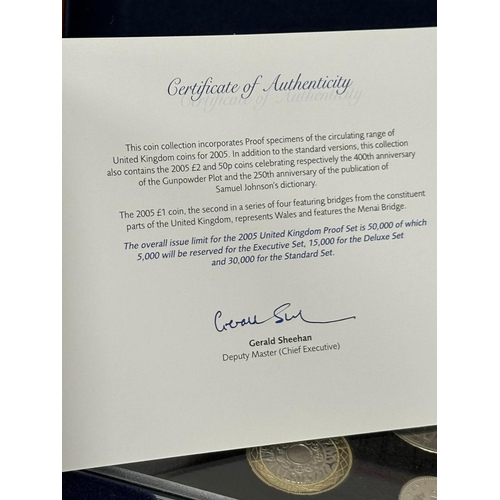 Certificate of Authenticity
This coin collection incorporates Proof specimens of the circulating range of
United Kingdom coins for 2005. In addition to the standard versions, this collection
also contains the 2005 £2 and 50p coins celebrating respectively the 400th anniversary
of the Gunpowder Plot and the 250th anniversary of the publication of
Samuel Johnson's dictionary.
The 2005 £1 coin, the second in a series of four featuring bridges from the constituent
parts of the United Kingdom, represents Wales and features the Menai Bridge.
The overall issue limit for the 2005 United Kingdom Proof Set is 50,000 of which
5,000 will be reserved for the Executive Set, 15,000 for the Deluxe Set
and 30,000 for the Standard Set.
Gerald Sheehan
Deputy Master (Chief Executive)